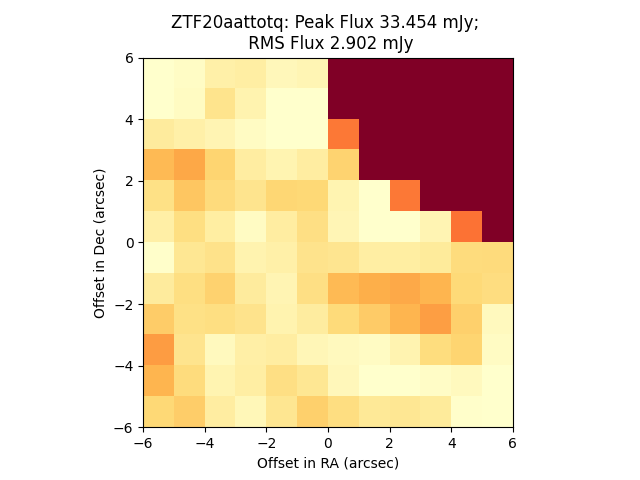 ZTF20aattotq: Peak Flux 33.454 mJy;
RMS Flux 2.902 mJy
6
4
2
0
−2
−4
−6
Offset in Dec (arcsec)
−6 −4 −2 0 2 4 6
Offset in RA (arcsec)